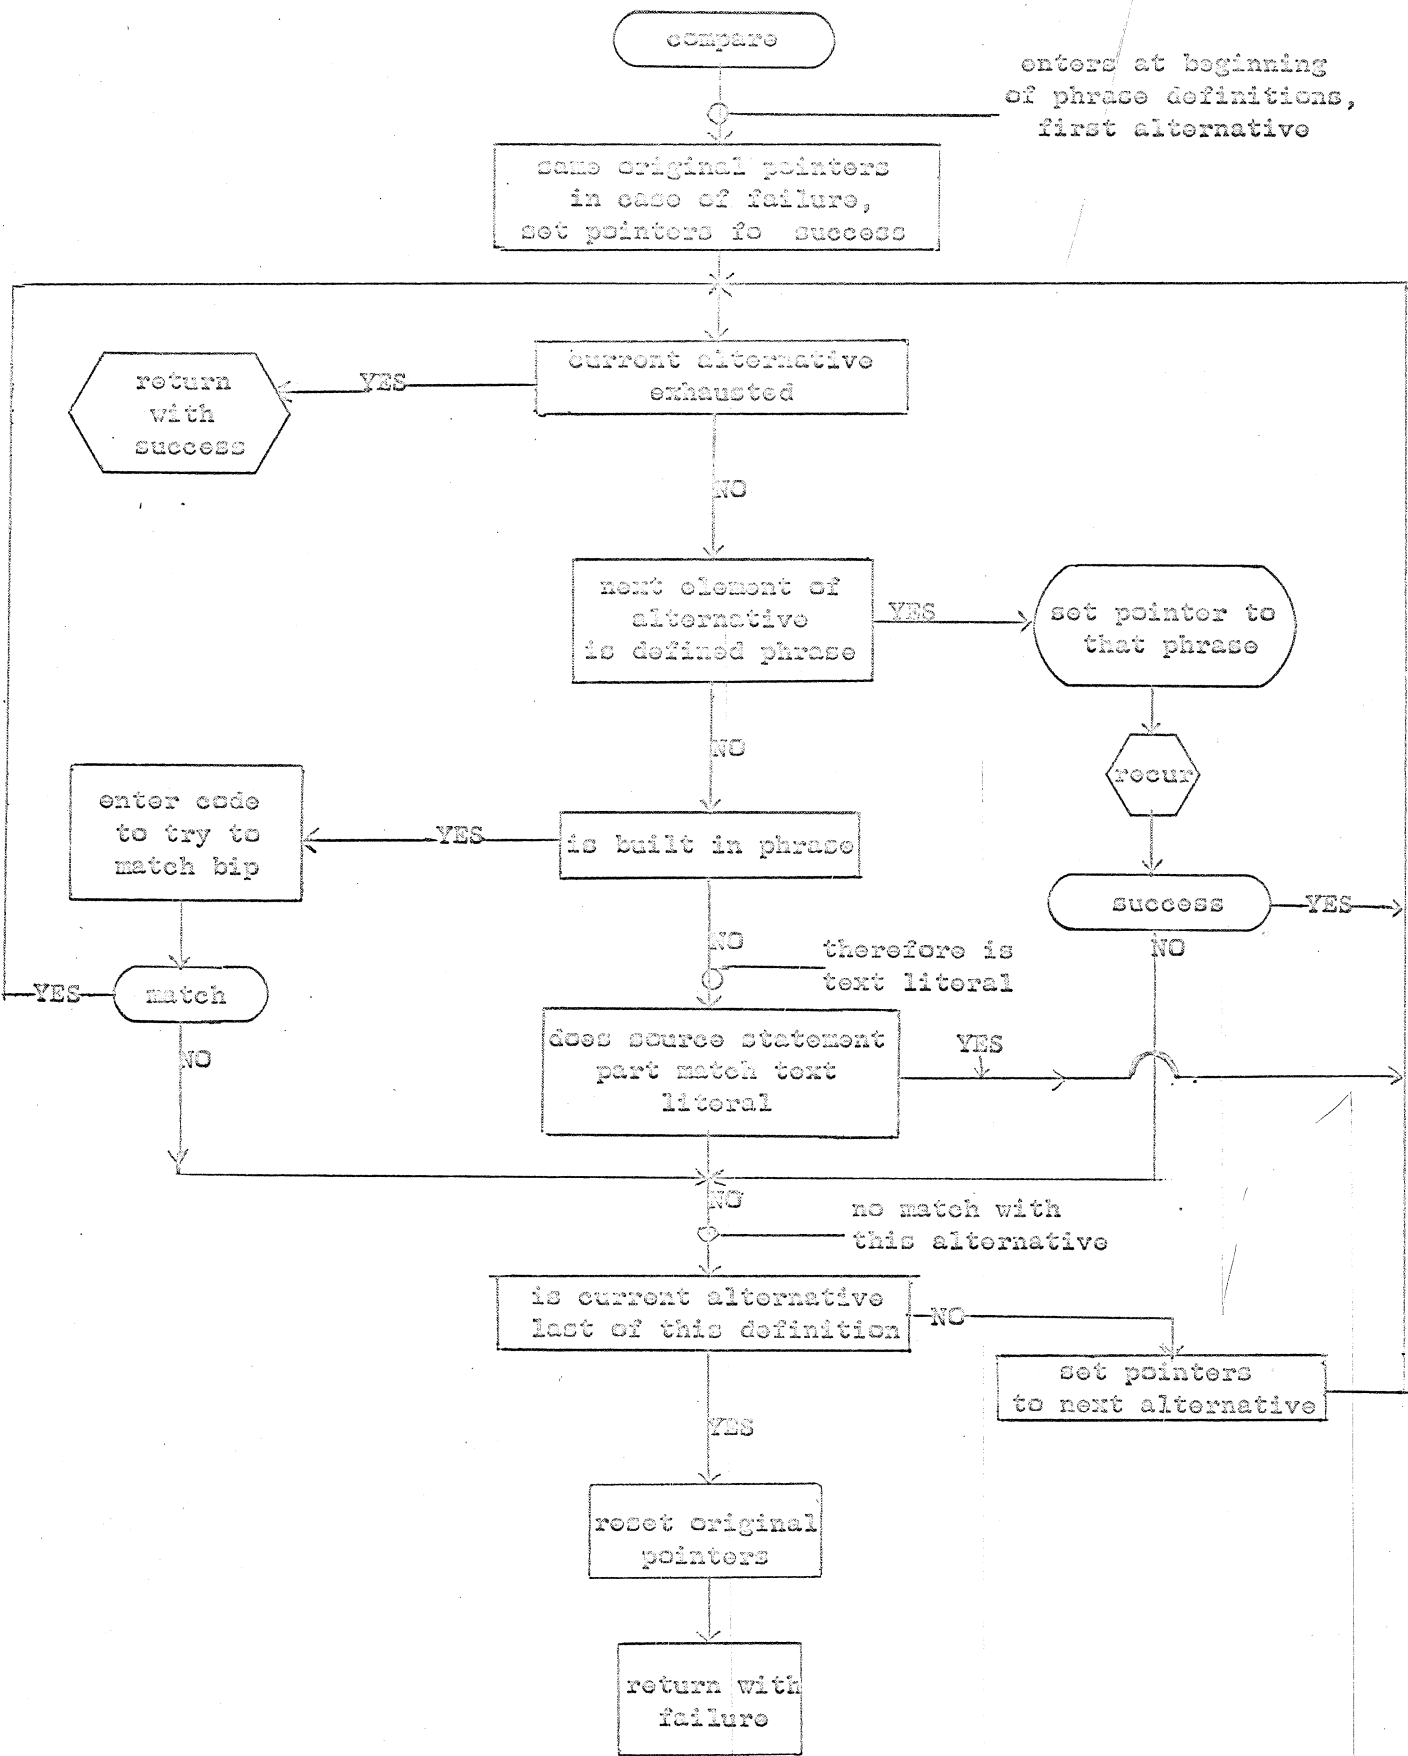 compare
enters at beginning
of phrase definitions,
first alternative
same original pointers
in case of failure,
set pointers fo  success
current alternative
exhausted
YES
return
with
success
NO
next element of
alternative
is defined phrase
YES
set pointer to
that phrase
NO
recur
enter code
to try to
match bip
YES
is built in phrase
success
YES
NO
therefore is
text literal
NO
YES
match
NO
does source statement
part match text
literal
YES
NO
no match with
this alternative
is current alternative
last of this definition
NO
set pointers
to next alternative
YES
reset original
pointers
return with
failure